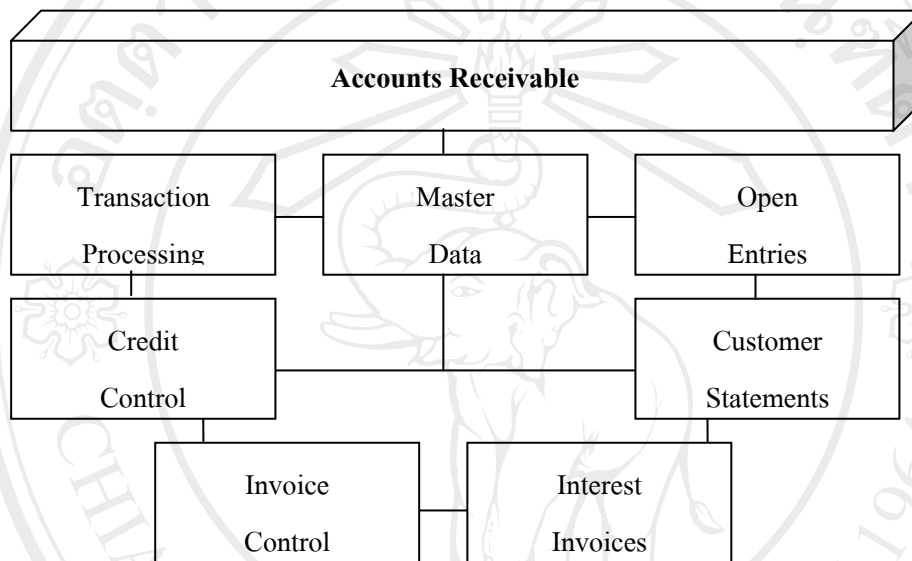 Accounts Receivable
Transaction
Processing
Master
Data
Open
Entries
Credit
Control
Customer
Statements
Invoice
Control
Interest
Invoices